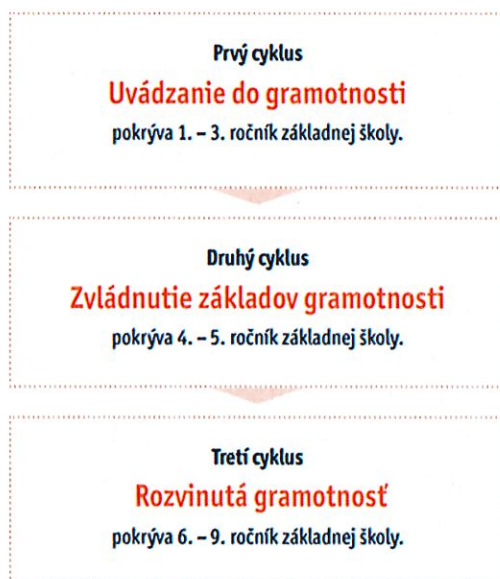 Prvý cyklus
Uvádzanie do gramotnosti
pokrýva 1. – 3. ročník základnej školy.
Druhý cyklus
Zvládnutie základov gramotnosti
pokrýva 4. – 5. ročník základnej školy.
Tretí cyklus
Rozvinutá gramotnosť
pokrýva 6. – 9. ročník základnej školy.